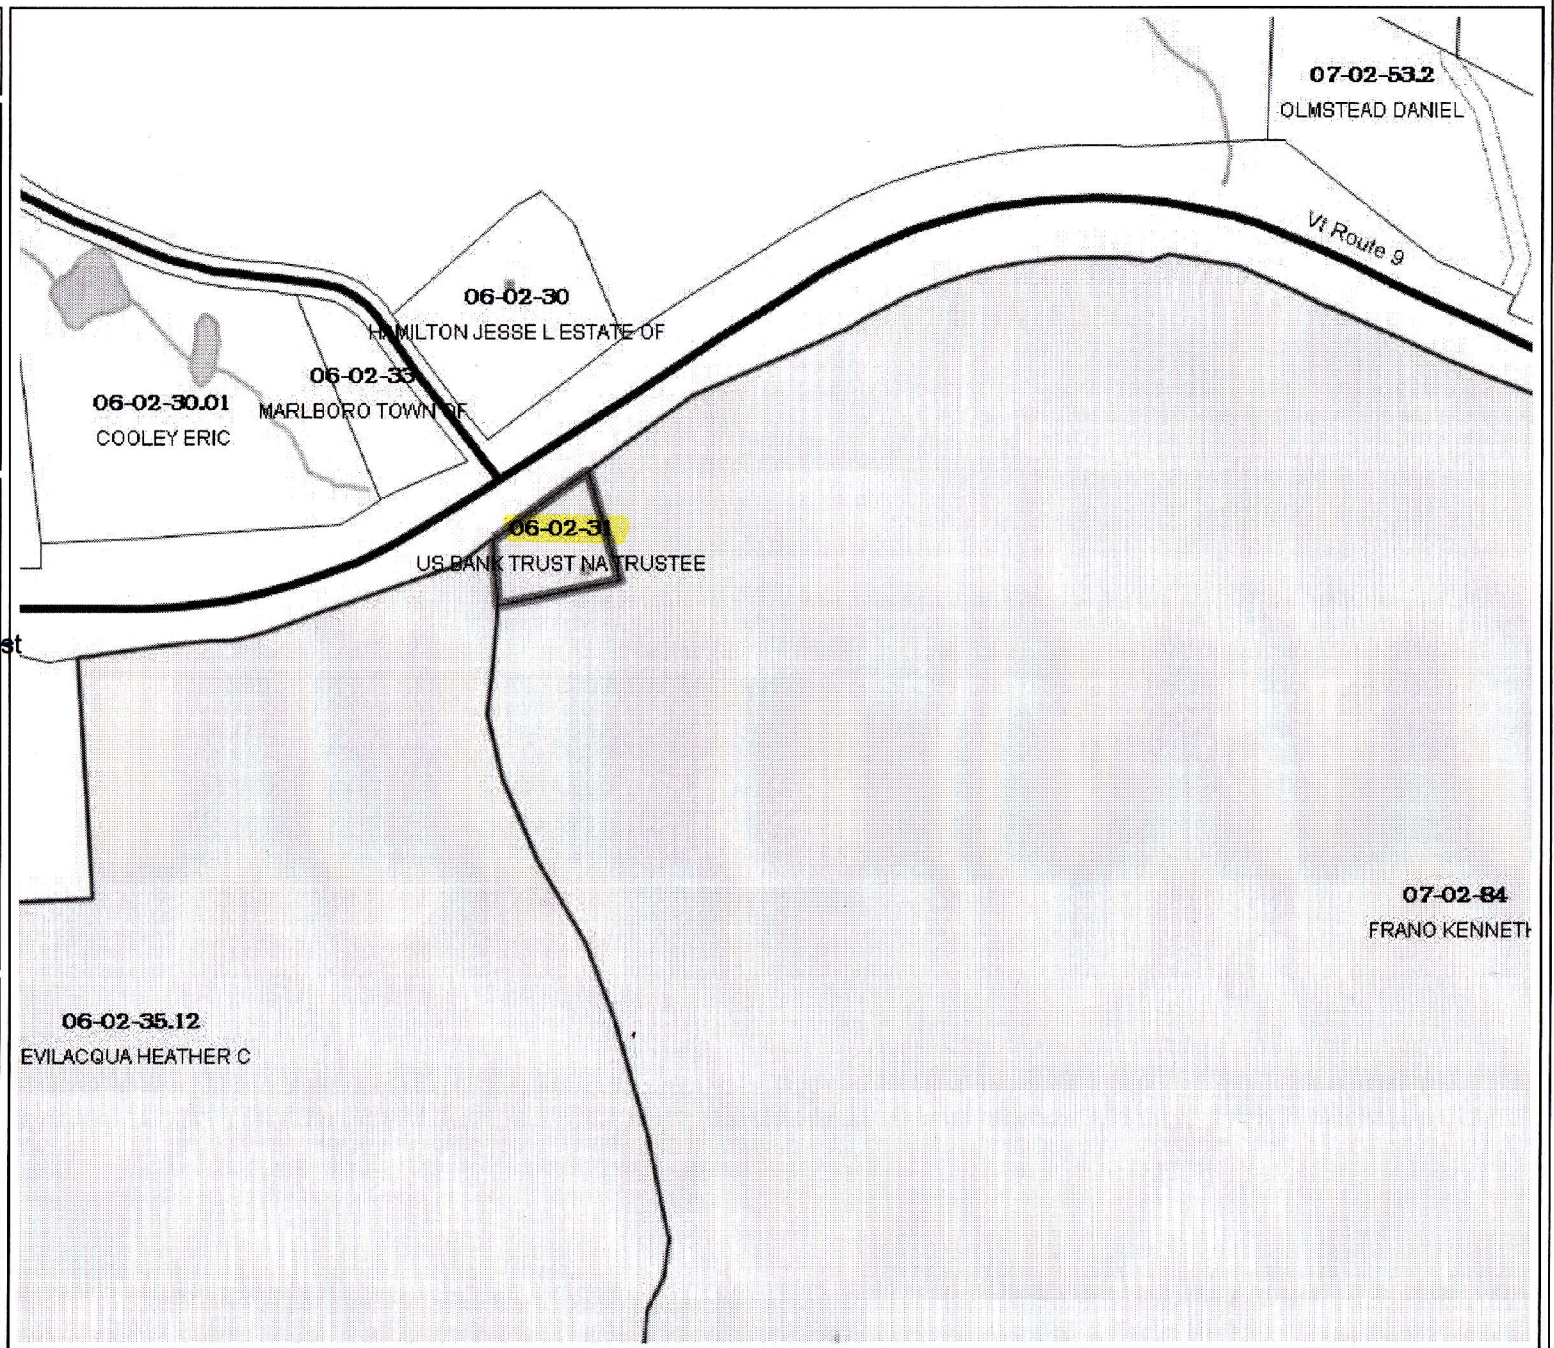 07-02-53.2
OLMSTEAD DANIEL
Vt Route 9
06-02-30
HAMILTON JESSE L ESTATE OF
06-02-33
MARLBORO TOWN OF
06-02-30.01
COOLEY ERIC
06-02-31
US BANK TRUST NA TRUSTEE
st
07-02-84
FRANO KENNETH
06-02-35.12
EVILACQUA HEATHER C